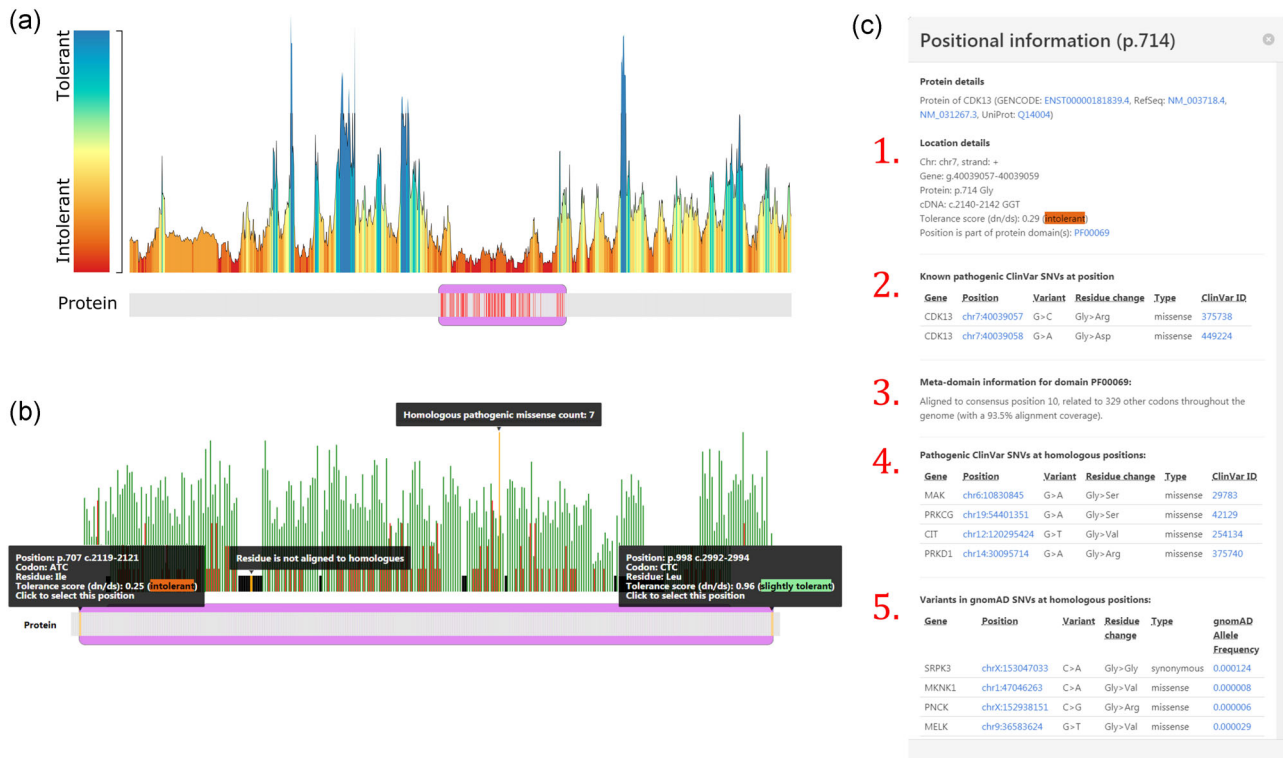 (a)
Tolerant
Intolerant
Protein
(b)
Homologous pathogenic missense count: 7
Position: p.707 c.2119-2121
Codon: ATC
Residue: Ile
Tolerance score (dn/ds): 0.25 (intolerant)
Click to select this position
Residue is not aligned to homologues
Position: p.998 c.2992-2994
Codon: CTC
Residue: Leu
Tolerance score (dn/ds): 0.96 (slightly tolerant)
Click to select this position
Protein
(c)
Positional information (p.714)
Protein details
Protein of CDK13 (GENCODE: ENST00000181839.4, RefSeq: NM_003718.4,
NM_031267.3, UniProt: Q14004)
1.
Location details
Chr: chr7, strand: +
Gene: g.40039057-40039059
Protein: p.714 Gly
cDNA: c.2140-2142 GGT
Tolerance score (dn/ds): 0.29 (intolerant)
Position is part of protein domain(s): PF00069
2.
Known pathogenic ClinVar SNVs at position
Gene Position Variant Residue change Type ClinVar ID
CDK13 chr7:40039057 G>C Gly>Arg missense 375738
CDK13 chr7:40039058 G>A Gly>Asp missense 449224
3.
Meta-domain information for domain PF00069:
Aligned to consensus position 10, related to 329 other codons throughout the
genome (with a 93.5% alignment coverage).
4.
Pathogenic ClinVar SNVs at homologous positions:
Gene Position Variant Residue change Type ClinVar ID
MAK chr6:10830845 G>A Gly>Ser missense 29783
PRKCG chr19:54401351 G>A Gly>Ser missense 42129
CIT chr12:120295424 G>T Gly>Val missense 254134
PRKD1 chr14:30095714 G>A Gly>Arg missense 375740
5.
Variants in gnomAD SNVs at homologous positions:
Gene Position Variant Residue change Type gnomAD Allele Frequency
SRPK3 chrX:153047033 C>A Gly>Gly synonymous 0.000124
MKNK1 chr1:47046263 C>A Gly>Val missense 0.000008
PNCK chrX:152938151 C>G Gly>Arg missense 0.000006
MELK chr9:36583624 G>T Gly>Val missense 0.000029